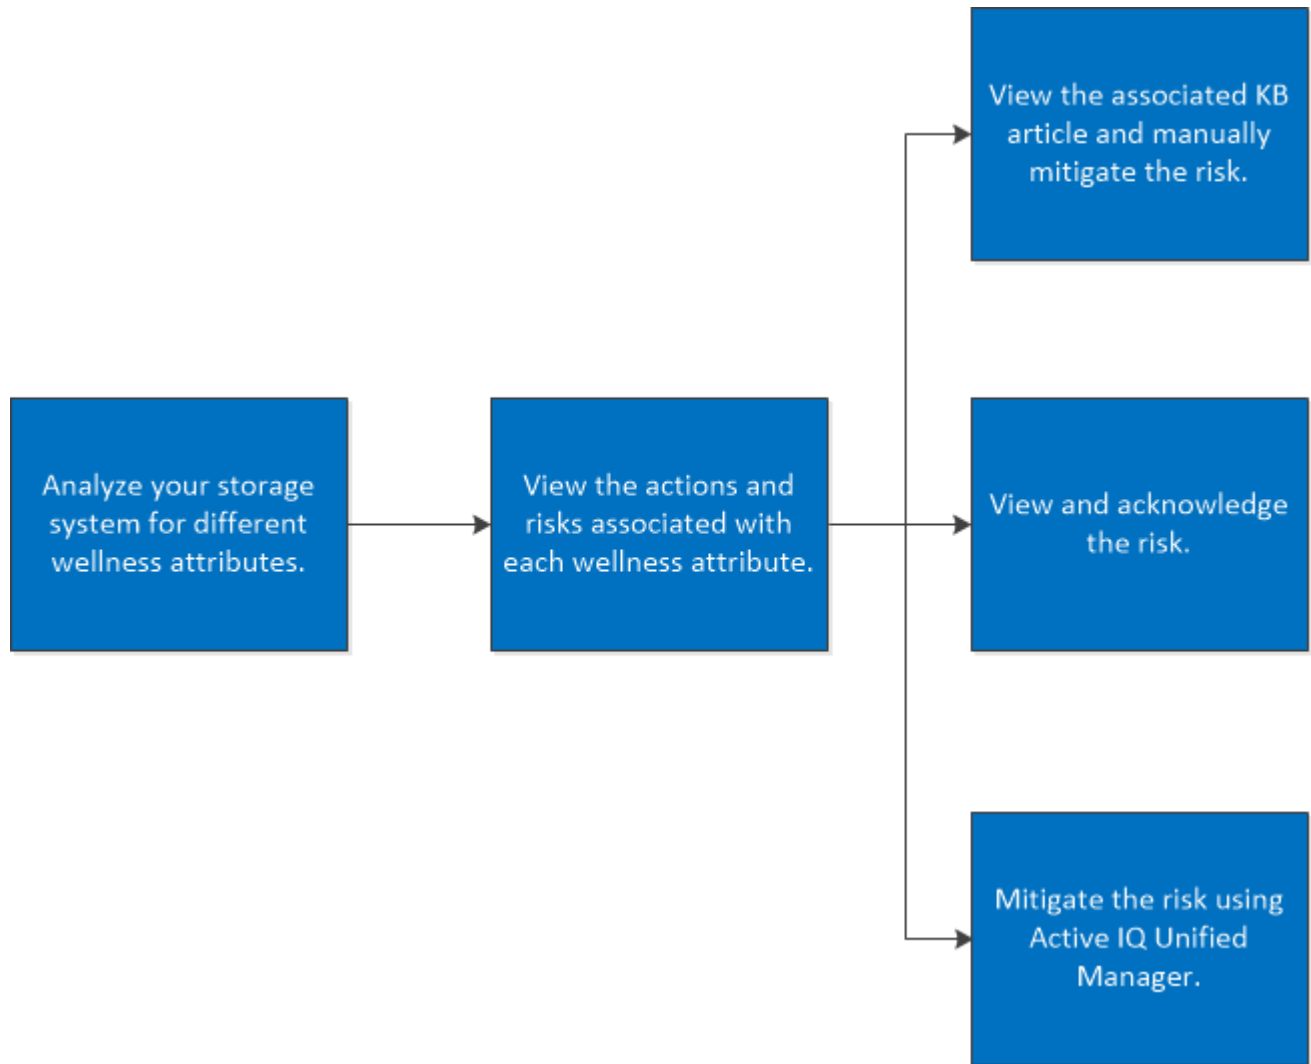 View the associated KB
article and manually
mitigate the risk.
Analyze your storage
system for different
wellness attributes.
View the actions and
risks associated with
each wellness attribute.
View and acknowledge
the risk.
Mitigate the risk using
Active IQ Unified
Manager.